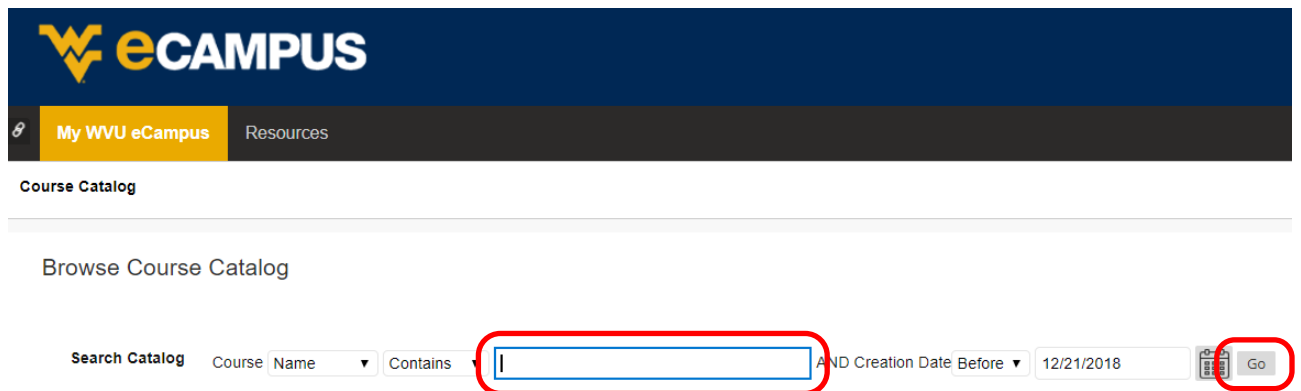 eCAMPUS
My WVU eCampus Resources
Course Catalog
Browse Course Catalog
Search Catalog Course Name Contains AND Creation Date Before 12/21/2018 Go